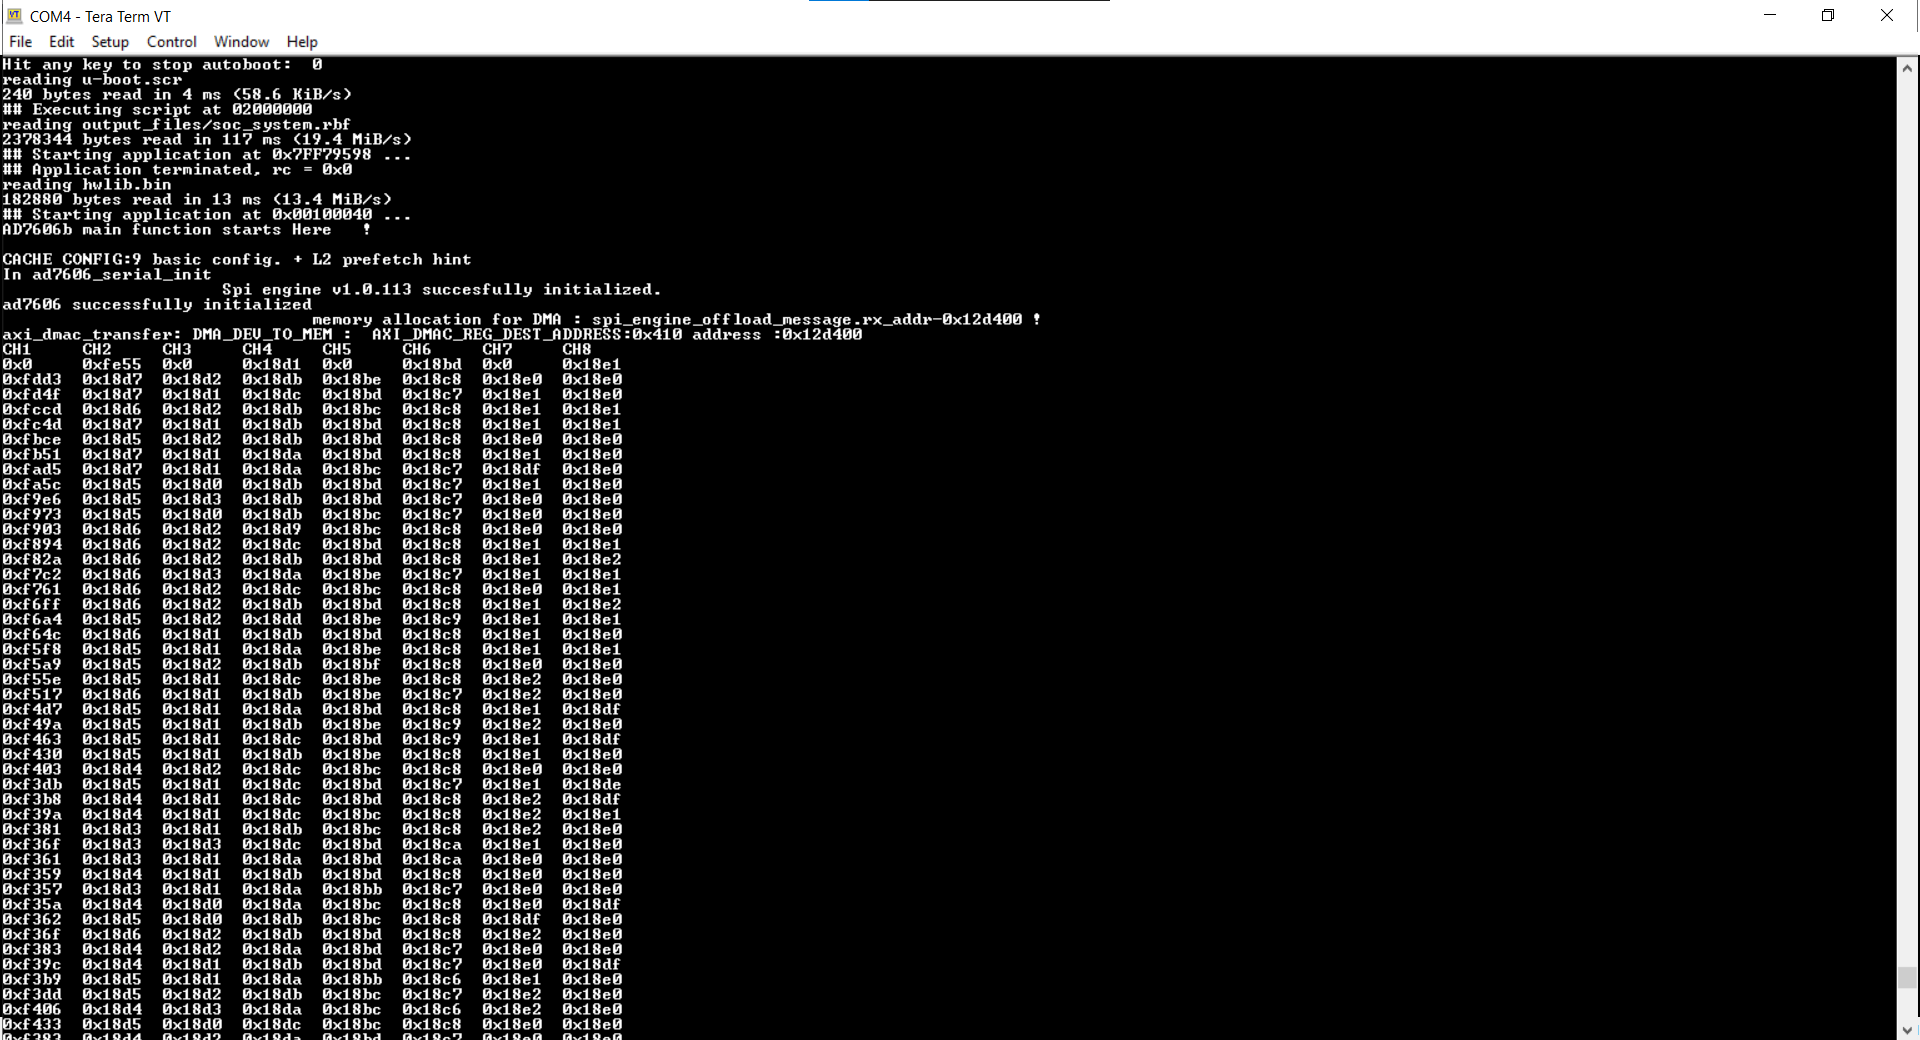 COM4 - Tera Term VT
File Edit Setup Control Window Help
Hit any key to stop autoboot: 0
reading u-boot.scr
240 bytes read in 4 ms (58.6 KiB/s)
## Executing script at 02000000
reading output_files/soc_system.rbf
2378344 bytes read in 117 ms (19.4 MiB/s)
## Starting application at 0x7FF79598 ...
## Application terminated, rc = 0x0
reading hwlib.bin
182880 bytes read in 13 ms (13.4 MiB/s)
## Starting application at 0x00100040 ...
AD7606b main function starts Here !
CACHE CONFIG:9 basic config. + L2 prefetch hint
In ad7606_serial_init
Spi engine v1.0.113 succesfully initialized.
ad7606 successfully initialized
memory allocation for DMA : spi_engine_offload_message.rx_addr-0x12d400 !
axi_dmac_transfer: DMA_DEV_TO_MEM : AXI_DMAC_REG_DEST_ADDRESS:0x410 address :0x12d400
CH1 CH2 CH3 CH4 CH5 CH6 CH7 CH8
0x0 0xfe55 0x0 0x18d1 0x0 0x18bd 0x0 0x18e1
0xfdd3 0x18d7 0x18d2 0x18db 0x18be 0x18c8 0x18e0 0x18e0
0xfd4f 0x18d7 0x18d1 0x18dc 0x18bd 0x18c7 0x18e1 0x18e0
0xfccd 0x18d6 0x18d2 0x18db 0x18bc 0x18c8 0x18e1 0x18e1
0xfc4d 0x18d7 0x18d1 0x18db 0x18bd 0x18c8 0x18e1 0x18e1
0xfbce 0x18d5 0x18d2 0x18db 0x18bd 0x18c8 0x18e0 0x18e0
0xfb51 0x18d7 0x18d1 0x18da 0x18bd 0x18c8 0x18e1 0x18e0
0xfad5 0x18d7 0x18d1 0x18da 0x18bc 0x18c7 0x18df 0x18e0
0xfa5c 0x18d5 0x18d0 0x18db 0x18bd 0x18c7 0x18e1 0x18e0
0xf9e6 0x18d5 0x18d3 0x18db 0x18bd 0x18c7 0x18e0 0x18e0
0xf973 0x18d5 0x18d0 0x18db 0x18bc 0x18c7 0x18e0 0x18e0
0xf903 0x18d6 0x18d2 0x18d9 0x18bc 0x18c8 0x18e0 0x18e0
0xf894 0x18d6 0x18d2 0x18dc 0x18bd 0x18c8 0x18e1 0x18e1
0xf82a 0x18d6 0x18d2 0x18db 0x18bd 0x18c8 0x18e1 0x18e2
0xf7c2 0x18d6 0x18d3 0x18da 0x18be 0x18c7 0x18e1 0x18e1
0xf761 0x18d6 0x18d2 0x18dc 0x18bc 0x18c8 0x18e0 0x18e1
0xf6ff 0x18d6 0x18d2 0x18db 0x18bd 0x18c8 0x18e1 0x18e2
0xf6a4 0x18d5 0x18d2 0x18dd 0x18be 0x18c9 0x18e1 0x18e1
0xf64c 0x18d6 0x18d1 0x18db 0x18bd 0x18c8 0x18e1 0x18e0
0xf5f8 0x18d5 0x18d1 0x18da 0x18be 0x18c8 0x18e1 0x18e1
0xf5a9 0x18d5 0x18d2 0x18db 0x18bf 0x18c8 0x18e0 0x18e0
0xf55e 0x18d5 0x18d1 0x18dc 0x18be 0x18c8 0x18e2 0x18e0
0xf517 0x18d6 0x18d1 0x18db 0x18be 0x18c7 0x18e2 0x18e0
0xf4d7 0x18d5 0x18d1 0x18da 0x18bd 0x18c8 0x18e1 0x18df
0xf49a 0x18d5 0x18d1 0x18db 0x18be 0x18c9 0x18e2 0x18e0
0xf463 0x18d5 0x18d1 0x18dc 0x18bd 0x18c9 0x18e1 0x18df
0xf430 0x18d5 0x18d1 0x18db 0x18be 0x18c8 0x18e1 0x18e0
0xf403 0x18d4 0x18d2 0x18dc 0x18bc 0x18c8 0x18e0 0x18e0
0xf3db 0x18d5 0x18d1 0x18dc 0x18bd 0x18c7 0x18e1 0x18de
0xf3b8 0x18d4 0x18d1 0x18dc 0x18bd 0x18c8 0x18e2 0x18df
0xf39a 0x18d4 0x18d1 0x18dc 0x18bc 0x18c8 0x18e2 0x18e1
0xf381 0x18d3 0x18d1 0x18db 0x18bc 0x18c8 0x18e2 0x18e0
0xf36f 0x18d3 0x18d3 0x18dc 0x18bd 0x18ca 0x18e1 0x18e0
0xf361 0x18d3 0x18d1 0x18da 0x18bd 0x18ca 0x18e0 0x18e0
0xf359 0x18d4 0x18d1 0x18db 0x18bd 0x18c8 0x18e0 0x18e0
0xf357 0x18d3 0x18d1 0x18da 0x18bb 0x18c7 0x18e0 0x18e0
0xf35a 0x18d4 0x18d0 0x18da 0x18bc 0x18c8 0x18e0 0x18df
0xf362 0x18d5 0x18d0 0x18db 0x18bc 0x18c8 0x18df 0x18e0
0xf36f 0x18d6 0x18d2 0x18db 0x18bd 0x18c8 0x18e2 0x18e0
0xf383 0x18d4 0x18d2 0x18da 0x18bd 0x18c7 0x18e0 0x18e0
0xf39c 0x18d4 0x18d1 0x18db 0x18bd 0x18c7 0x18e0 0x18df
0xf3b9 0x18d5 0x18d1 0x18da 0x18bb 0x18c6 0x18e1 0x18e0
0xf3dd 0x18d5 0x18d2 0x18db 0x18bc 0x18c7 0x18e2 0x18e0
0xf406 0x18d4 0x18d3 0x18da 0x18bc 0x18c6 0x18e2 0x18e0
0xf433 0x18d5 0x18d0 0x18dc 0x18bc 0x18c8 0x18e0 0x18e0